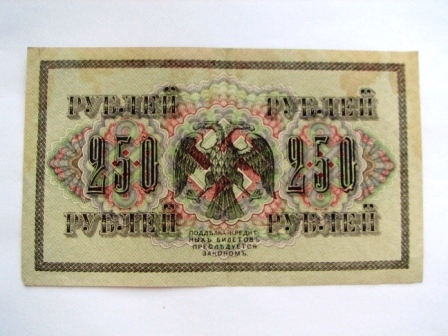 РУБЛЕЙ РУБЛЕЙ
250 250
РУБЛЕЙ РУБЛЕЙ
ПОДДѢЛКА КРЕДИТ
НЫХЪ БИЛЕТОВЪ
ПРЕСЛѢДУЕТСЯ
ЗАКОНОМЪ.